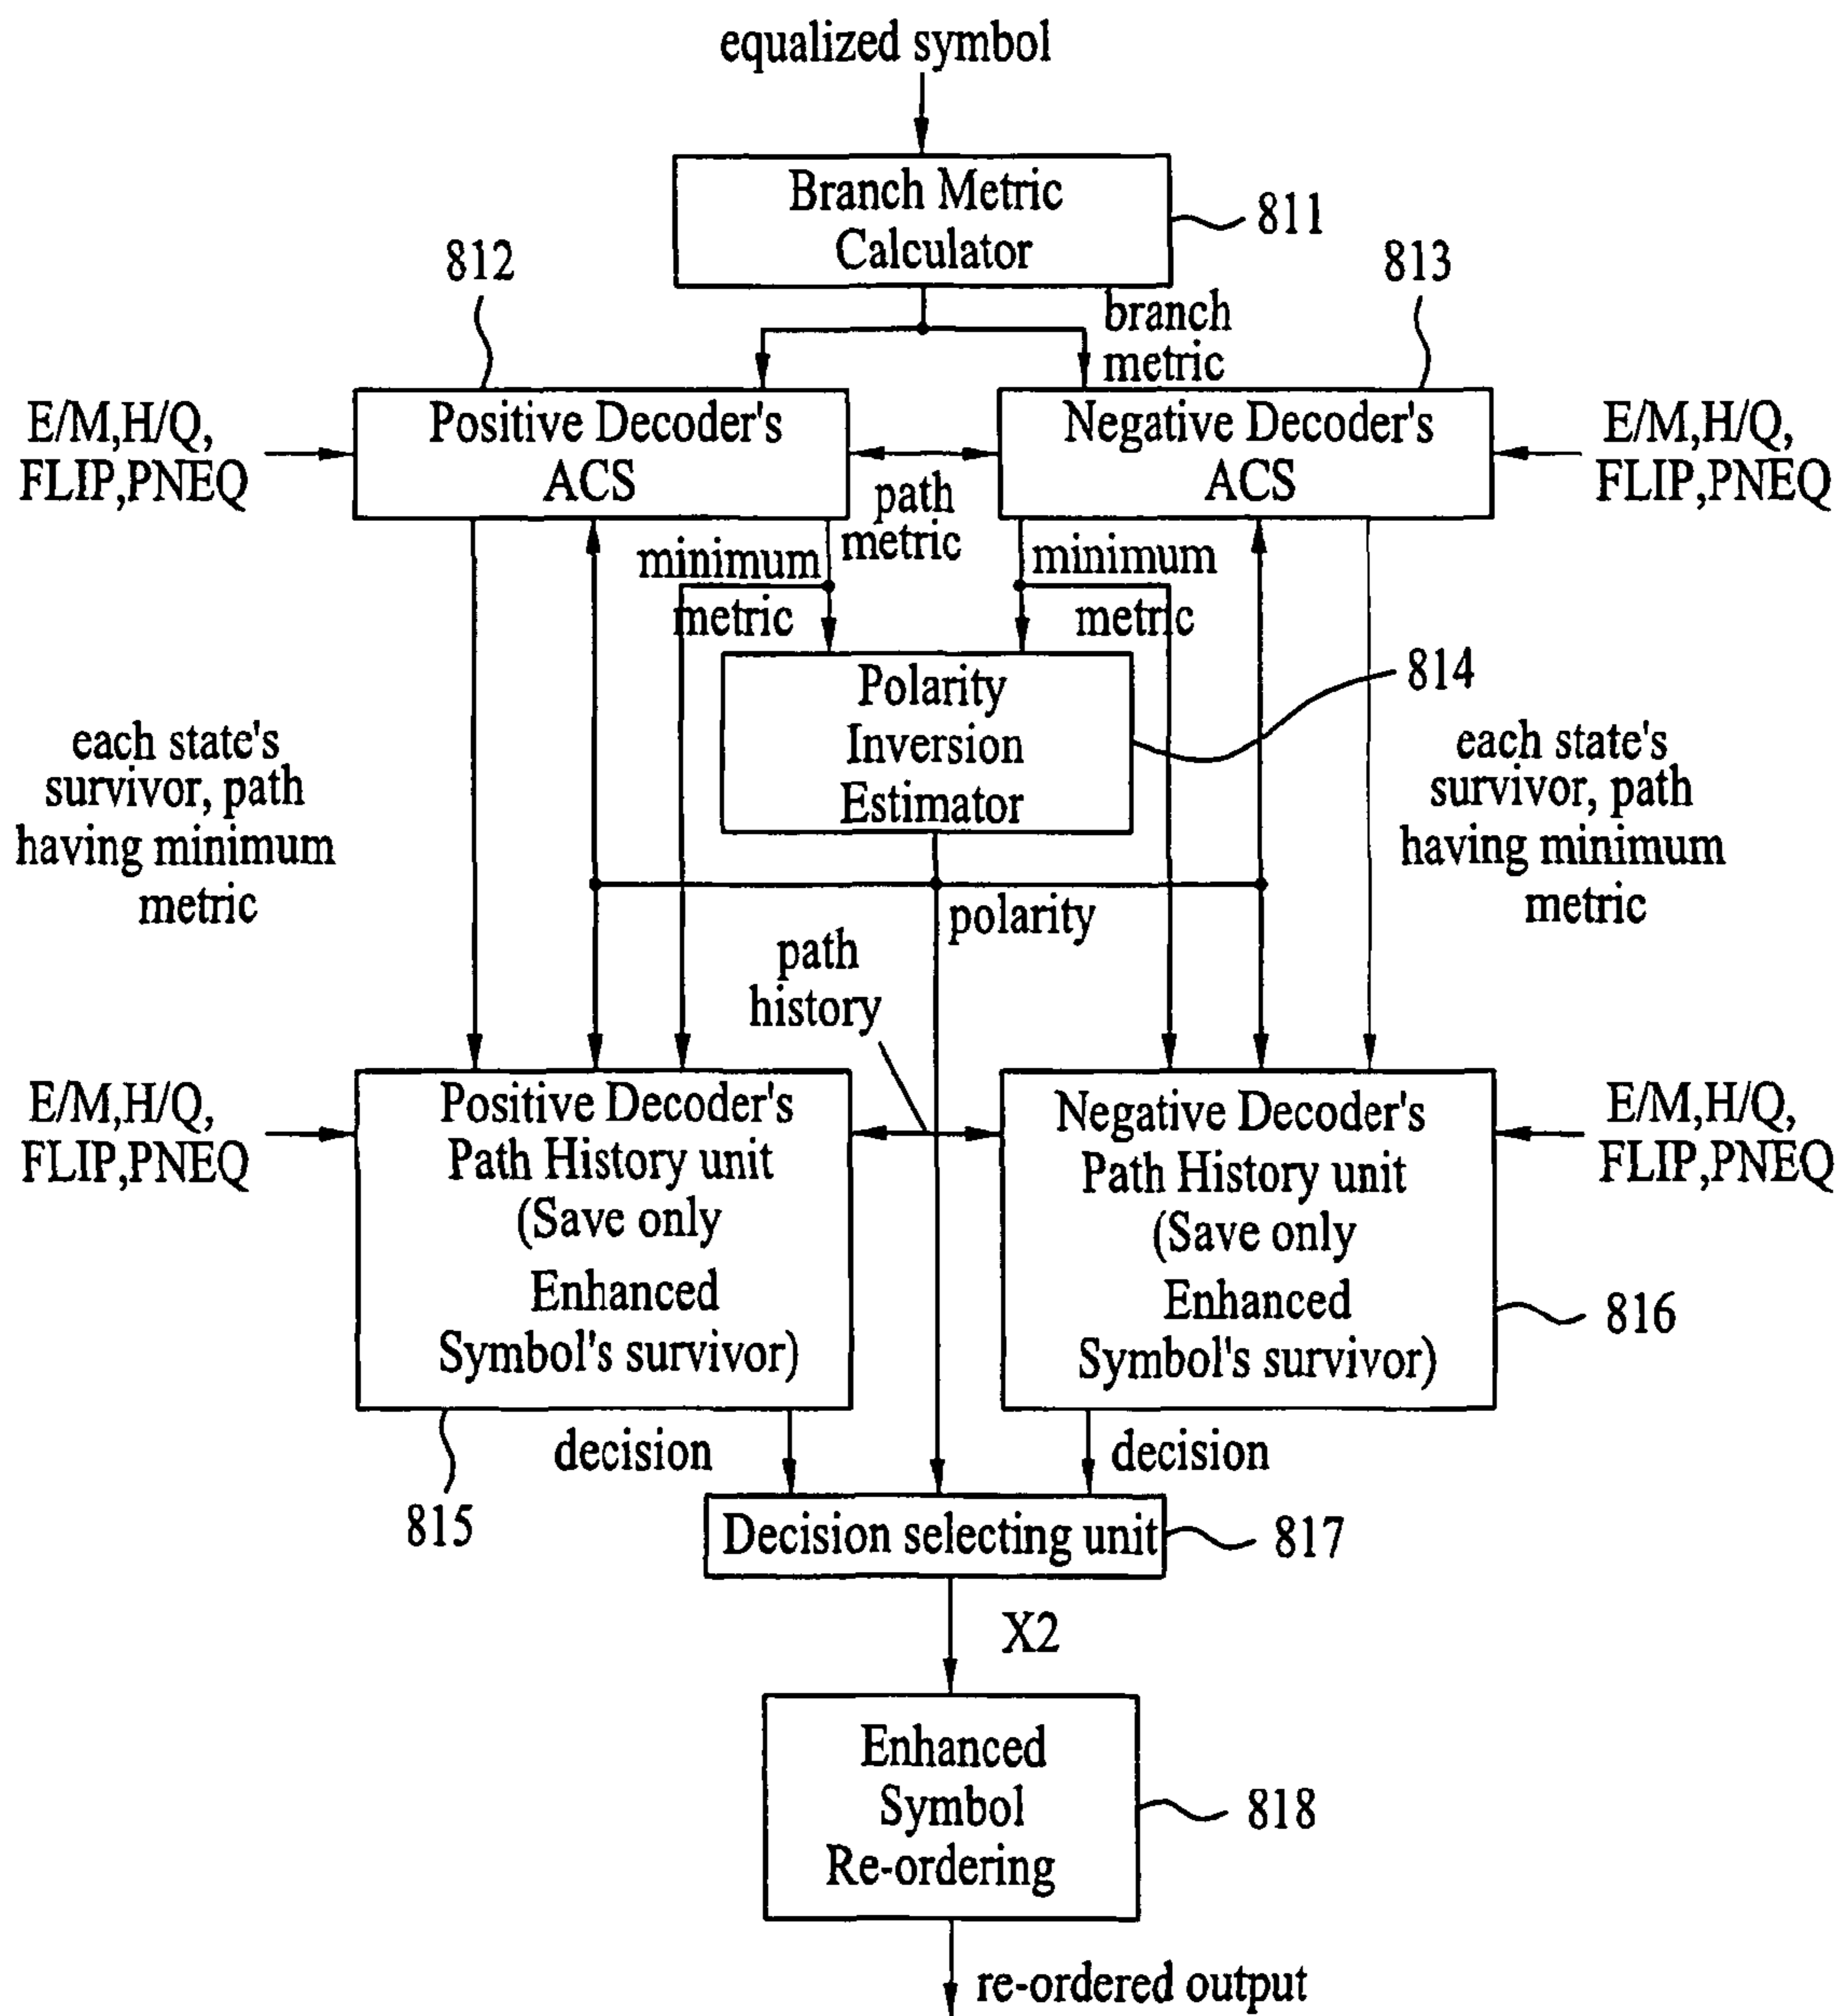 equalized symbol
Branch Metric
Calculator
811
812
813
branch
metric
E/M,H/Q,
FLIP,PNEQ
Positive Decoder's
ACS
Negative Decoder's
ACS
E/M,H/Q,
FLIP,PNEQ
path
metric
minimum
metric
minimum
metric
Polarity
Inversion
Estimator
814
each state's
survivor, path
having minimum
metric
each state's
survivor, path
having minimum
metric
polarity
path
history
E/M,H/Q,
FLIP,PNEQ
Positive Decoder's
Path History unit
(Save only
Enhanced
Symbol's survivor)
Negative Decoder's
Path History unit
(Save only
Enhanced
Symbol's survivor)
E/M,H/Q,
FLIP,PNEQ
816
decision
decision
815
Decision selecting unit
817
X2
Enhanced
Symbol
Re-ordering
818
re-ordered output